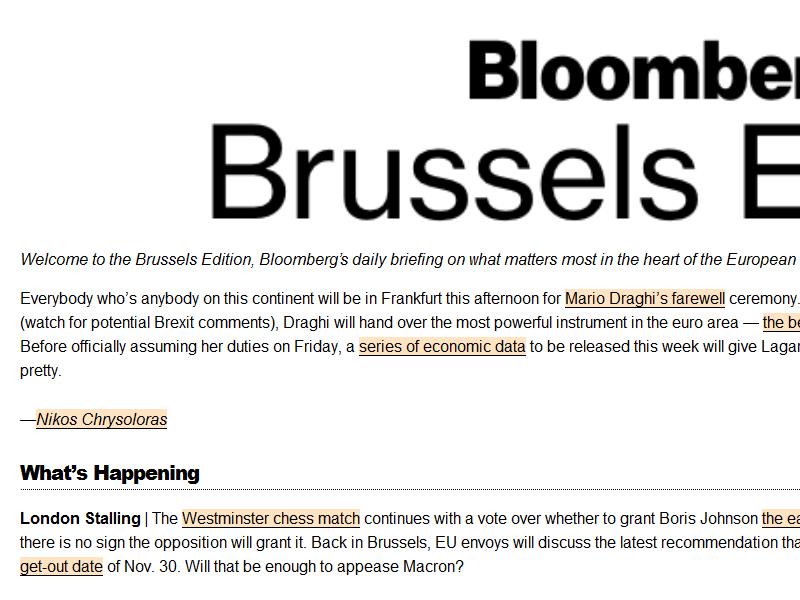 Bloomber
Brussels E
Welcome to the Brussels Edition, Bloomberg’s daily briefing on what matters most in the heart of the European
Everybody who’s anybody on this continent will be in Frankfurt this afternoon for Mario Draghi’s farewell ceremony.
(watch for potential Brexit comments), Draghi will hand over the most powerful instrument in the euro area — the be
Before officially assuming her duties on Friday, a series of economic data to be released this week will give Lagar
pretty.
—Nikos Chrysoloras
What’s Happening
London Stalling | The Westminster chess match continues with a vote over whether to grant Boris Johnson the ea
there is no sign the opposition will grant it. Back in Brussels, EU envoys will discuss the latest recommendation tha
get-out date of Nov. 30. Will that be enough to appease Macron?